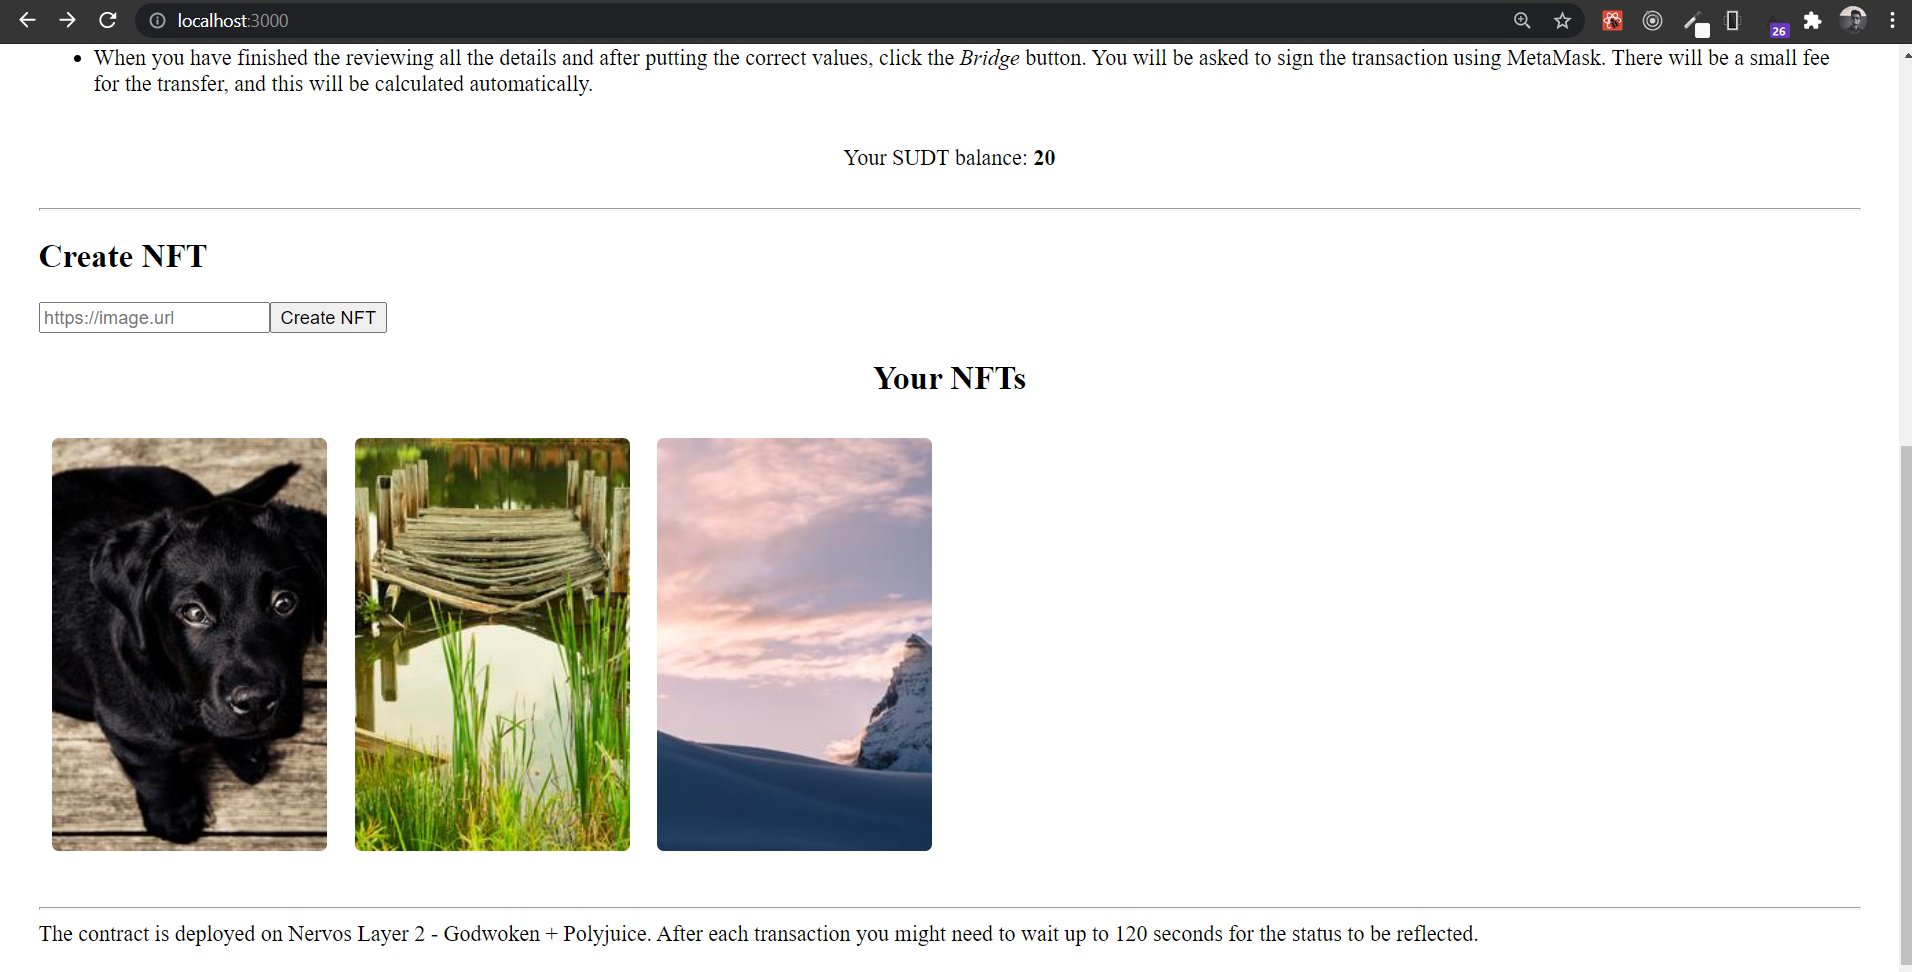 localhost:3000
26
When you have finished the reviewing all the details and after putting the correct values, click the Bridge button. You will be asked to sign the transaction using MetaMask. There will be a small fee
for the transfer, and this will be calculated automatically.
Your SUDT balance: 20
Create NFT
https://image.url
Create NFT
Your NFTs
The contract is deployed on Nervos Layer 2 - Godwoken + Polyjuice. After each transaction you might need to wait up to 120 seconds for the status to be reflected.